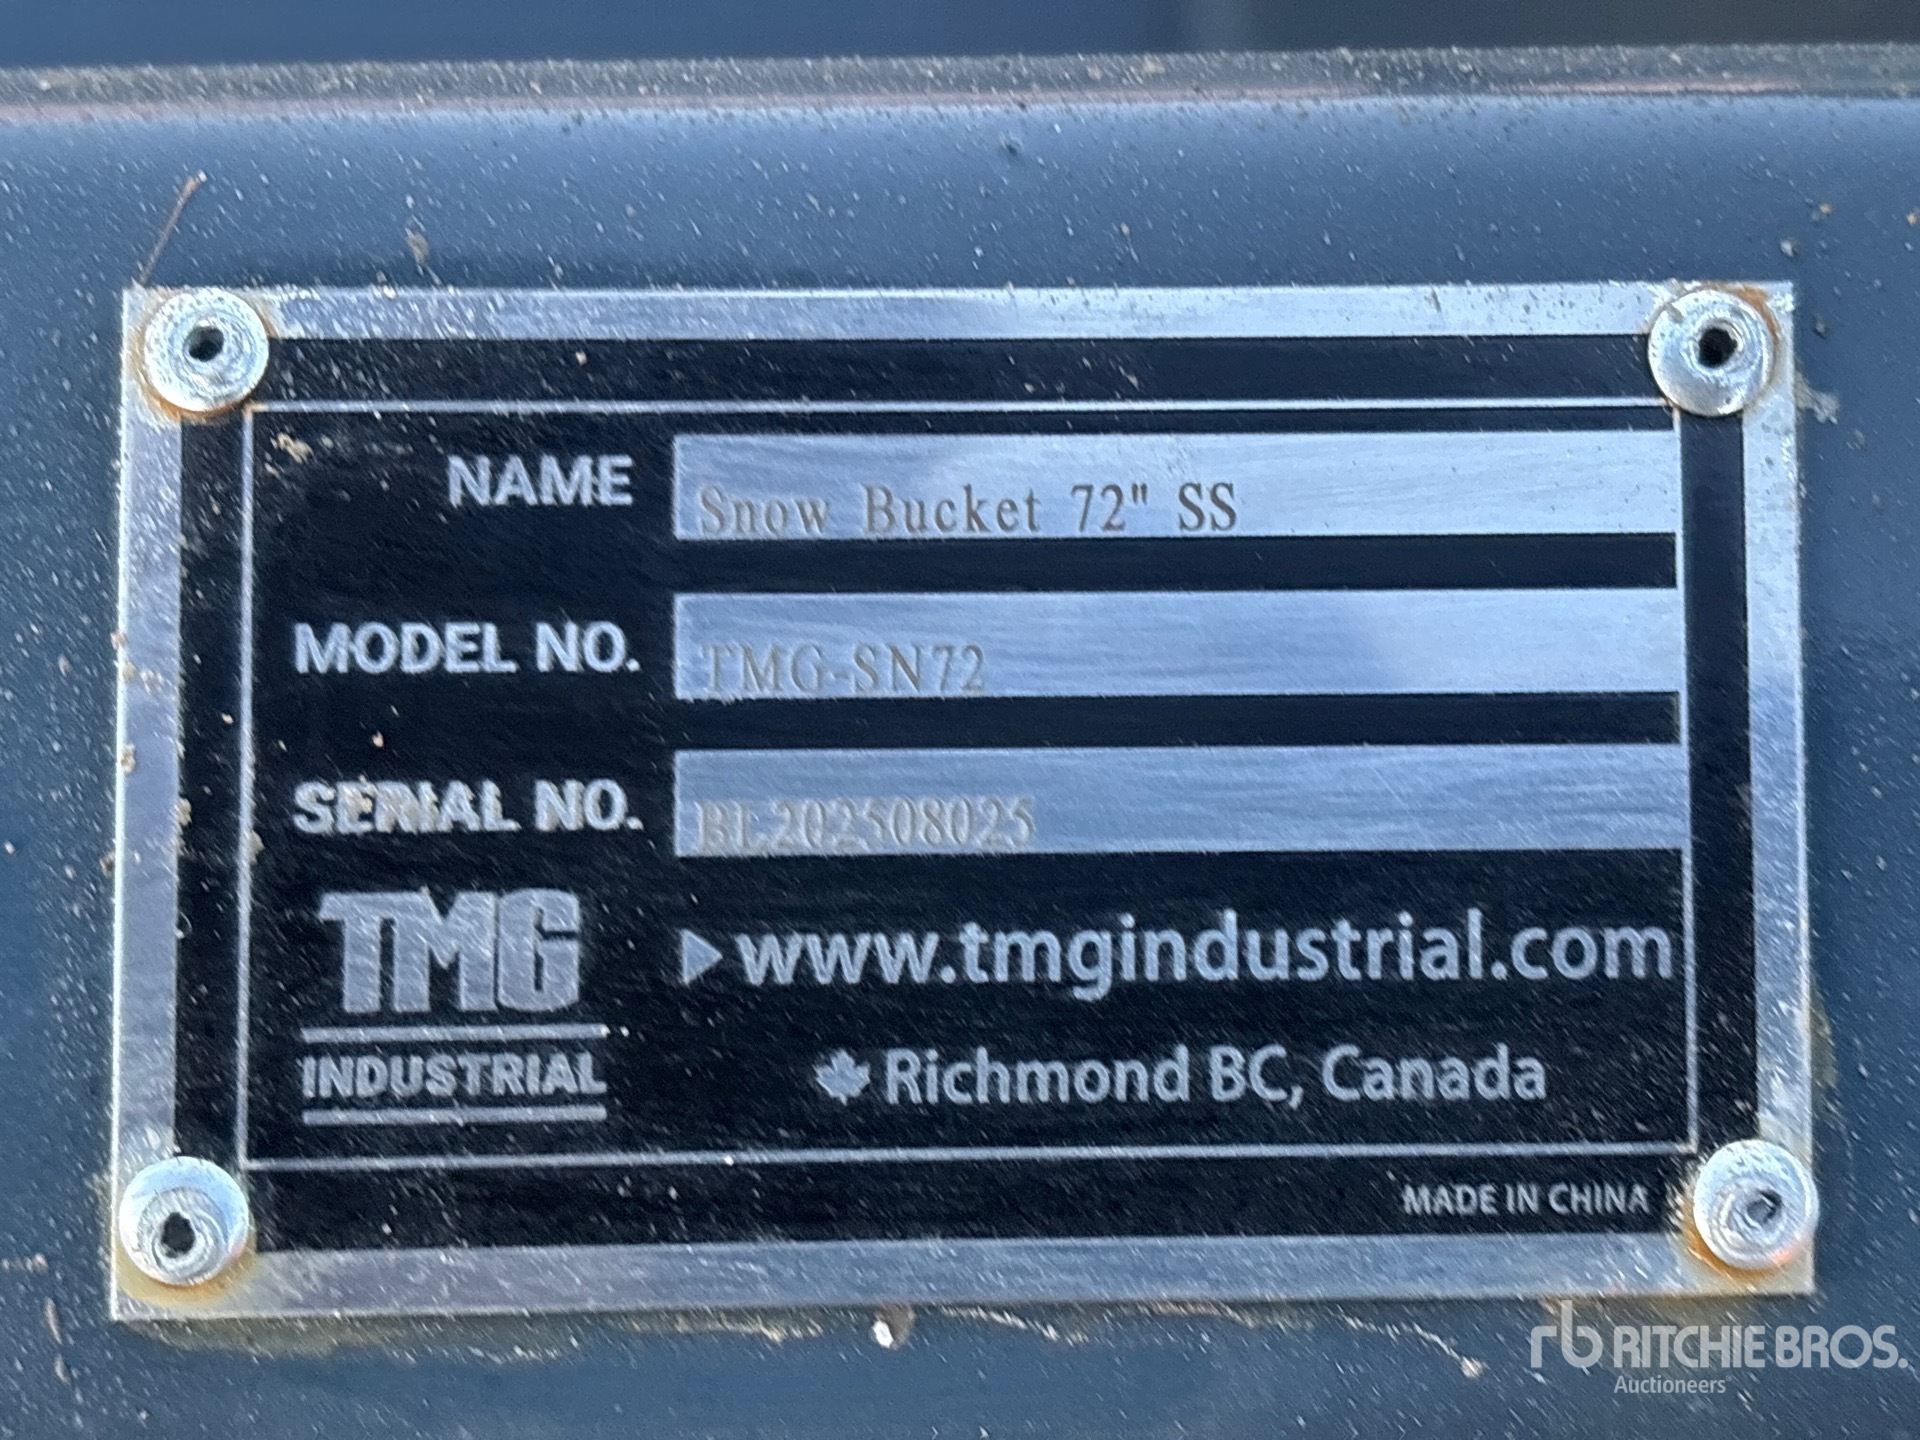 NAME Snow Bucket 72" SS
MODEL NO. TMG-SN72
SERIAL NO. BL202508025
TMG
INDUSTRIAL
www.tmgindustrial.com
Richmond BC, Canada
MADE IN CHINA
rb RITCHIE BROS.
Auctioneers